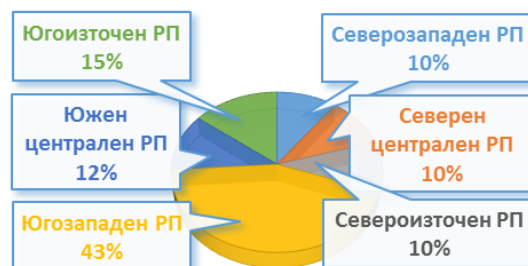 Югоизточен РП
15%
Северозападен РП
10%
Южен
централен РП
12%
Северен
централен РП
10%
Югозападен РП
43%
Североизточен РП
10%